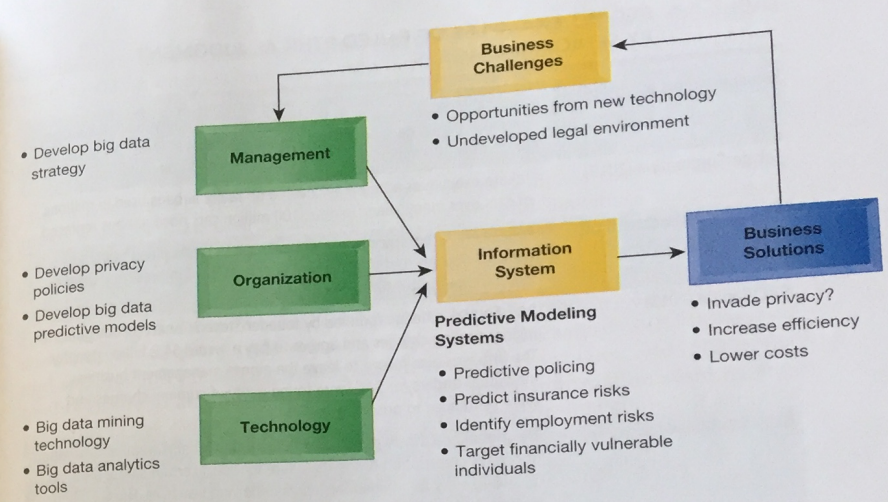 Business
Challenges
• Opportunities from new technology
• Undeveloped legal environment
• Develop big data
strategy
Management
• Develop privacy
policies
• Develop big data
predictive models
Organization
Information
System
Business
Solutions
Predictive Modeling
Systems
• Predictive policing
• Predict insurance risks
• Identify employment risks
• Target financially vulnerable
individuals
• Invade privacy?
• Increase efficiency
• Lower costs
• Big data mining
technology
• Big data analytics
tools
Technology